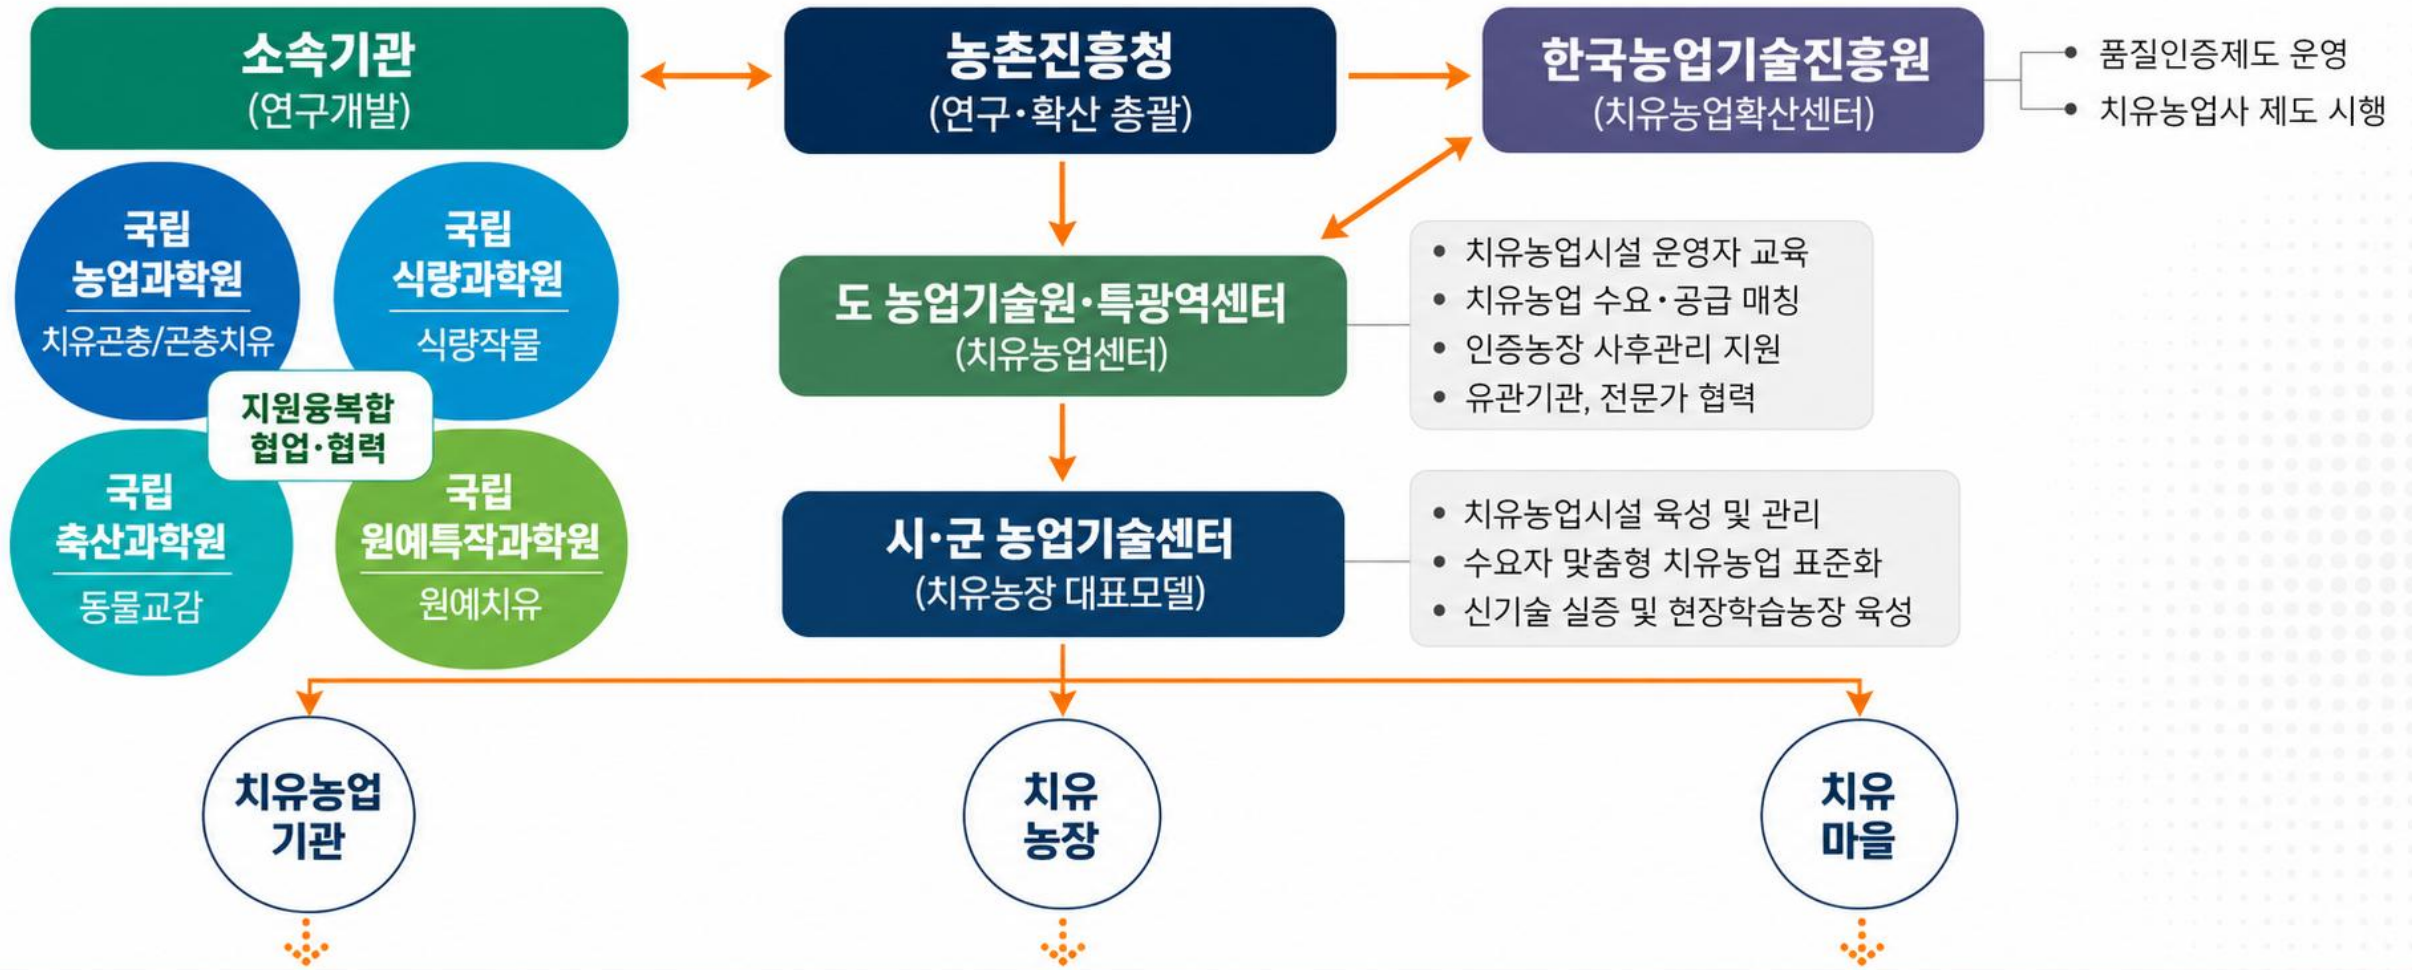 소속기관
(연구개발)
농촌진흥청
(연구·확산 총괄)
한국농업기술진흥원
(치유농업확산센터)
품질인증제도 운영
치유농업사 제도 시행
국립
농업과학원
치유곤충/곤충치유
국립
식량과학원
식량작물
지원융복합
협업·협력
국립
축산과학원
동물교감
국립
원예특작과학원
원예치유
도 농업기술원·특광역센터
(치유농업센터)
치유농업시설 운영자 교육
치유농업 수요·공급 매칭
인증농장 사후관리 지원
유관기관, 전문가 협력
시·군 농업기술센터
(치유농장 대표모델)
치유농업시설 육성 및 관리
수요자 맟춤형 치유농업 표준화
신기술 실증 및 현장학습농장 육성
치유농업
기관
치유
농장
치유
마을